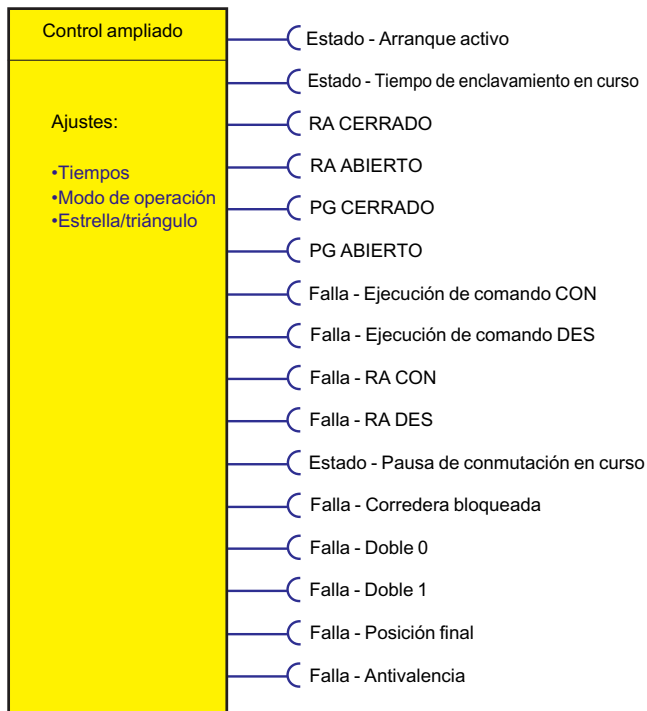 Control ampliado
Ajustes:
•Tiempos
•Modo de operación
•Estrella/triángulo
Estado - Arranque activo
Estado - Tiempo de enclavamiento en curso
RA CERRADO
RA ABIERTO
PG CERRADO
PG ABIERTO
Falla - Ejecución de comando CON
Falla - Ejecución de comando DES
Falla - RA CON
Falla - RA DES
Estado - Pausa de conmutación en curso
Falla - Corredera bloqueada
Falla - Doble 0
Falla - Doble 1
Falla - Posición final
Falla - Antivalencia